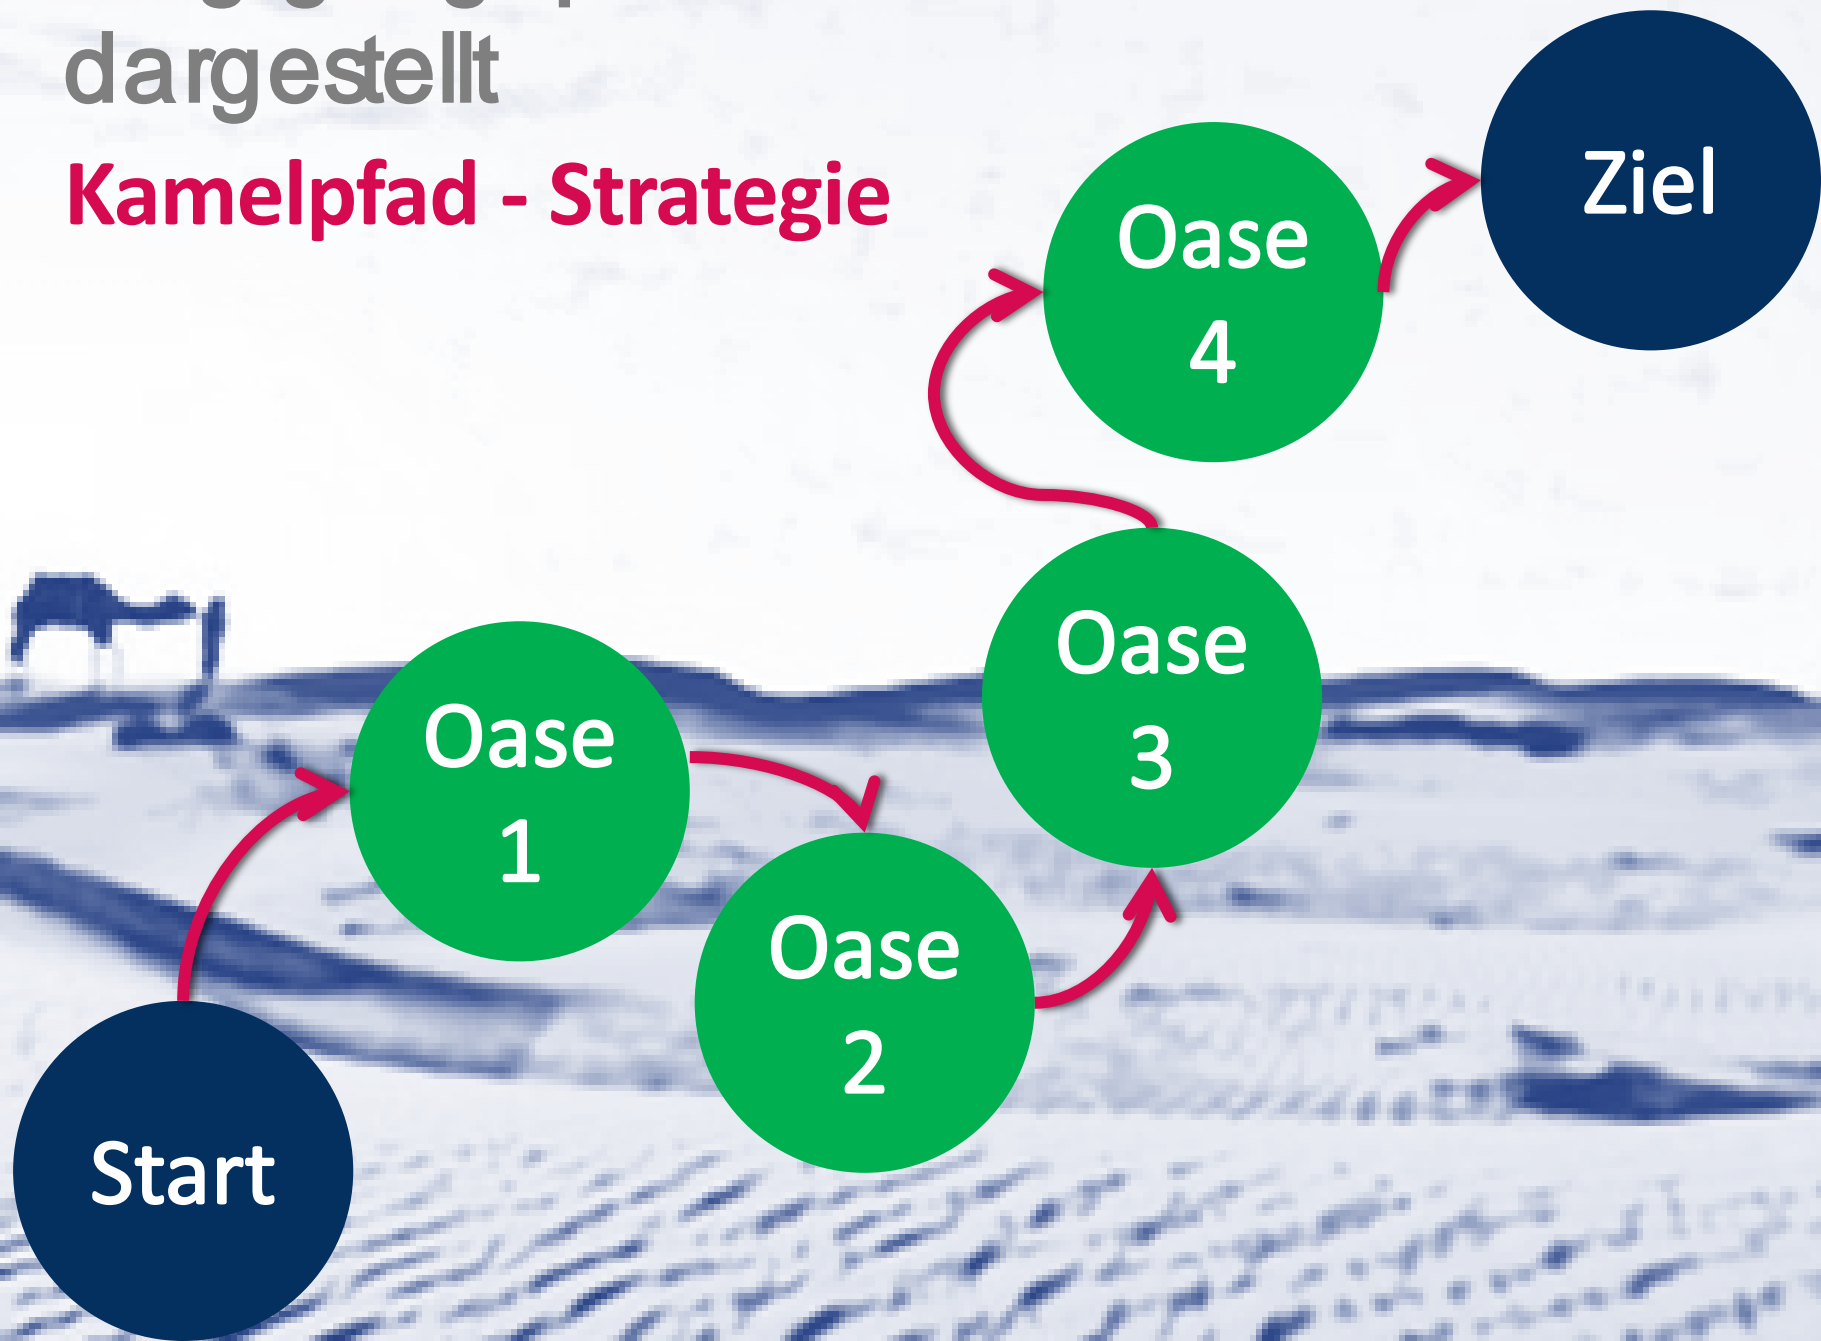 dargestellt
Kamelpfad - Strategie
Ziel
Oase
4
Oase
3
Oase
1
Oase
2
Start